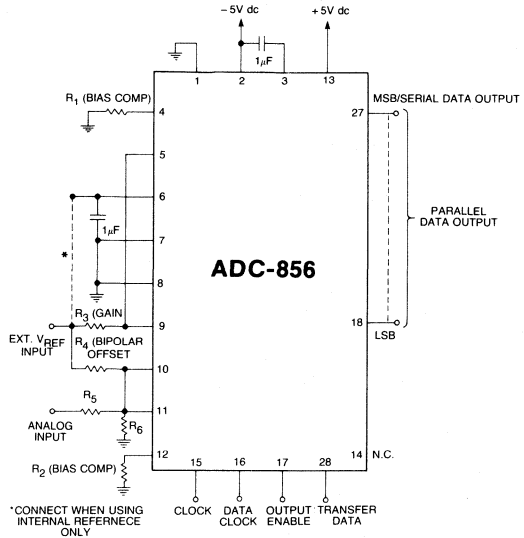 - 5V dc
+ 5V dc
1µF
1
2
3
13
R1 (BIAS COMP)
4
27
MSB/SERIAL DATA OUTPUT
5
6
1µF
7
PARALLEL
DATA OUTPUT
*
8
ADC-856
R3 (GAIN
EXT. VREF
INPUT
9
18
LSB
R4 (BIPOLAR
OFFSET
10
R5
11
ANALOG
INPUT
R6
12
14
N.C.
R2 (BIAS COMP)
15
16
17
28
*CONNECT WHEN USING
INTERNAL REFERNECE
ONLY
CLOCK
DATA
CLOCK
OUTPUT
ENABLE
TRANSFER
DATA